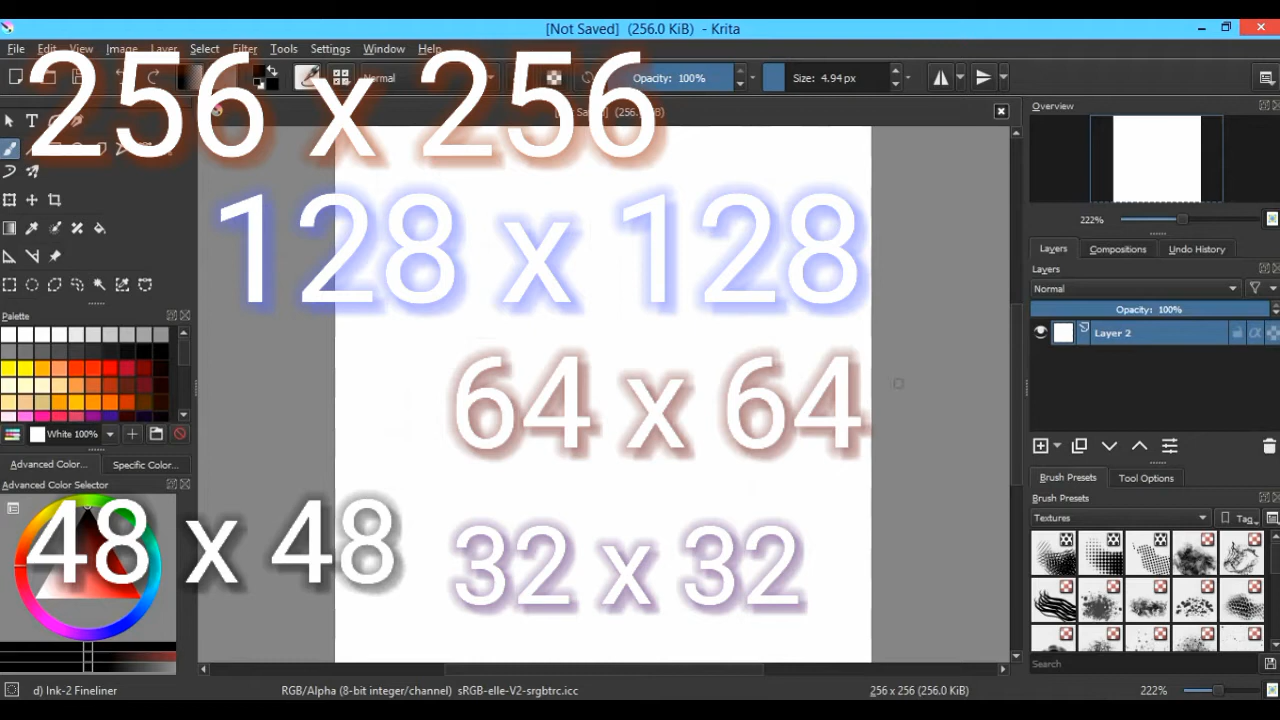 [Not Saved] (256.0 KiB) - Krita
File Edit View Image Layer Select Filter Tools Settings Window Help
Normal
Opacity: 100%
Size: 4.94 px
256 x 256
128 x 128
64 x 64
48 x 48
32 x 32
Palette
White 100%
Advanced Color... Specific Color...
Advanced Color Selector
Overview
222%
Layers Compositions Undo History
Layers
Normal
Opacity: 100%
Layer 2
Brush Presets Tool Options
Brush Presets
Textures
Tag
Search
d) Ink-2 Fineliner
RGB/Alpha (8-bit integer/channel) sRGB-elle-V2-srgbtrc.icc
256 x 256 (256.0 KiB)
222%